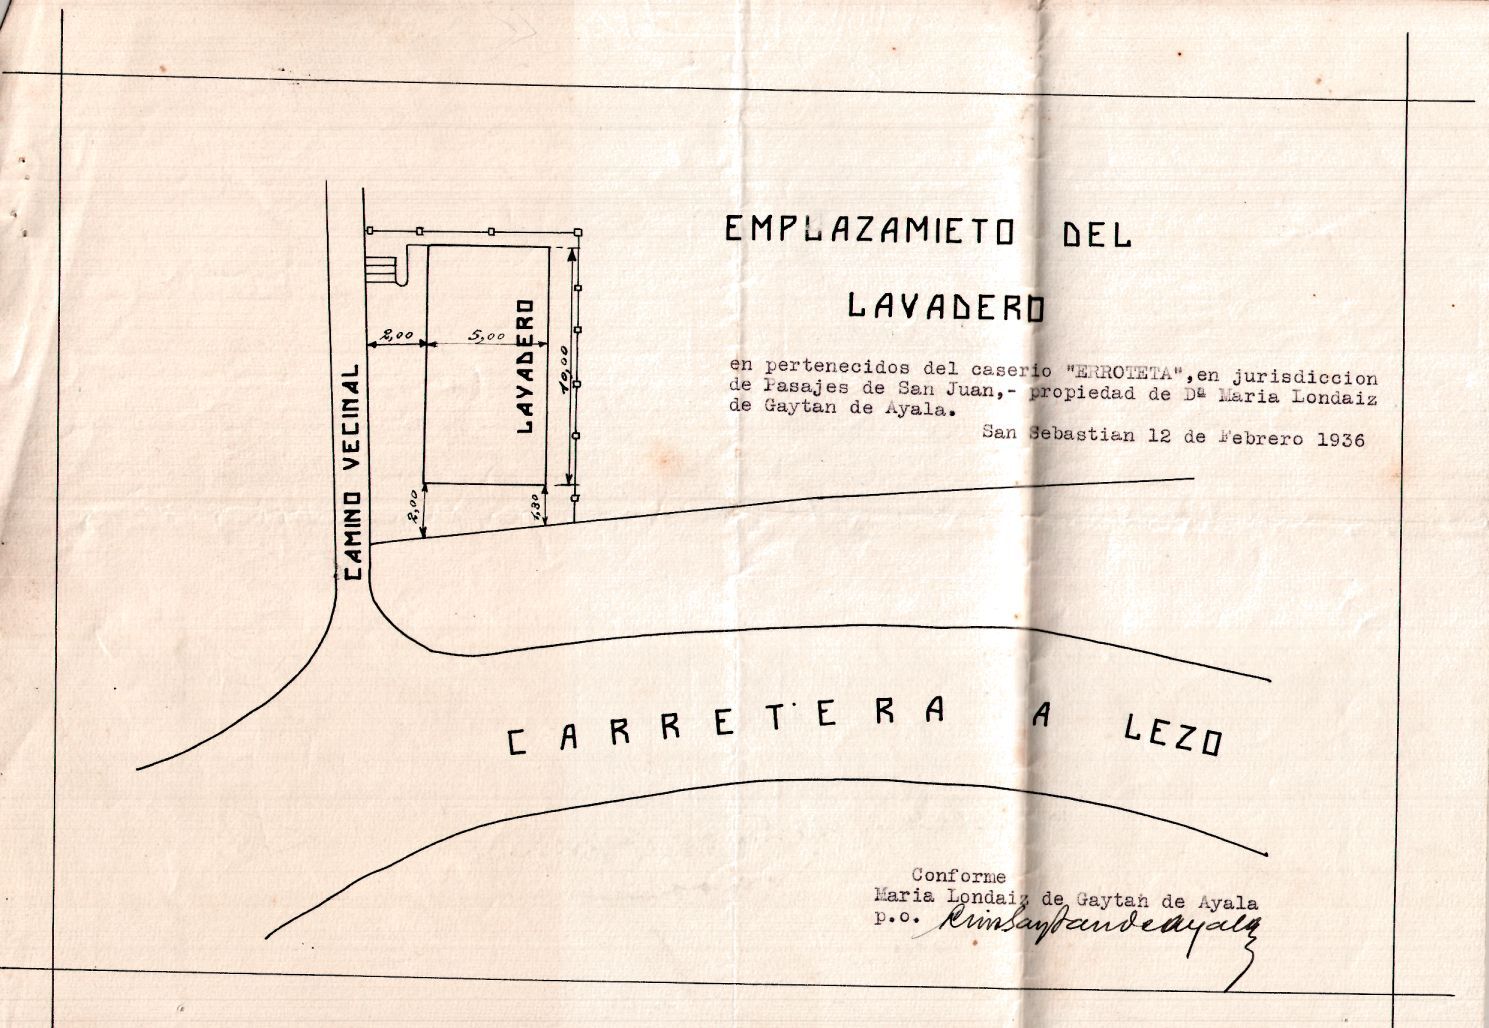 EMPLAZAMIETO DEL
LAVADERO
en pertenecidos del caserio "ERROTETA",en jurisdiccion
de Pasajes de San Juan,- propiedad de Dª Maria Londaiz
de Gaytan de Ayala.
San Sebastian 12 de Febrero 1936
CAMINO VECINAL
LAVADERO
2,00
5,00
10,00
2,00
1,80
CARRETERA A LEZO
Conforme
Maria Londaiz de Gaytan de Ayala
p.o.